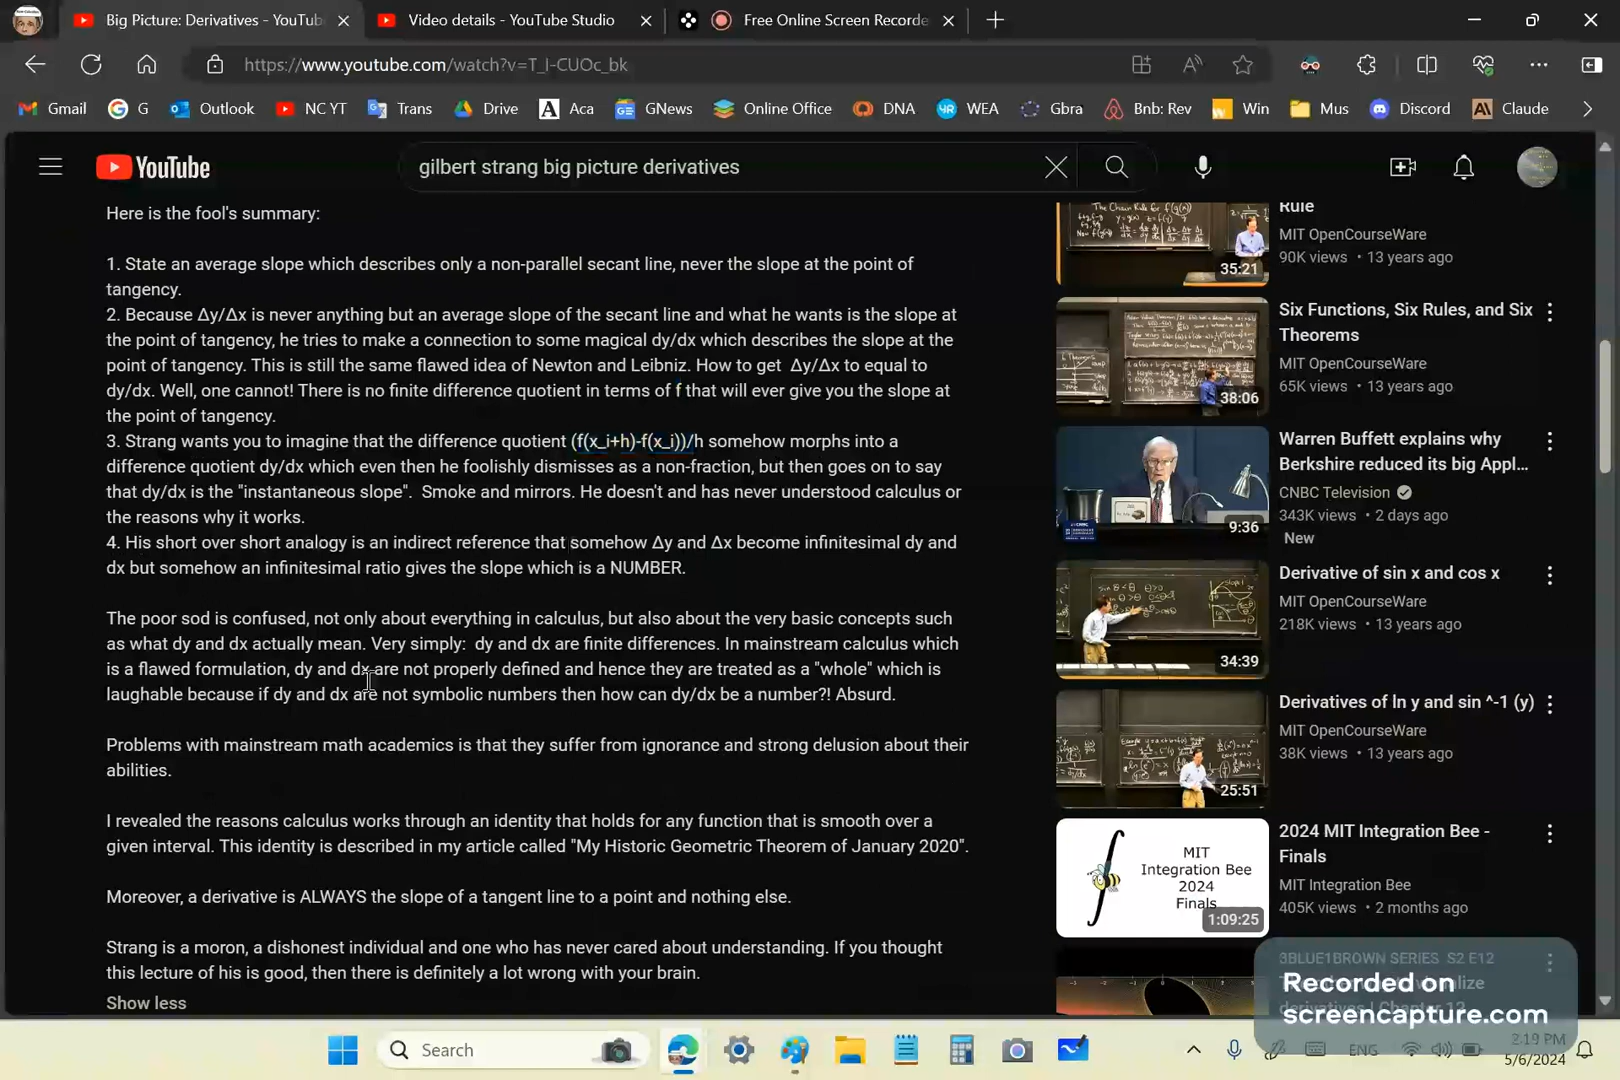 Big Picture: Derivatives - YouTub
Video details - YouTube Studio
Free Online Screen Recorde
https://www.youtube.com/watch?v=T_I-CUOc_bk
Gmail
G
Outlook
NC YT
Trans
Drive
Aca
GNews
Online Office
DNA
WEA
Gbra
Bnb: Rev
Win
Mus
Discord
Claude
YouTube
gilbert strang big picture derivatives
Here is the fool's summary:
1. State an average slope which describes only a non-parallel secant line, never the slope at the point of
tangency.
2. Because Δy/Δx is never anything but an average slope of the secant line and what he wants is the slope at
the point of tangency, he tries to make a connection to some magical dy/dx which describes the slope at the
point of tangency. This is still the same flawed idea of Newton and Leibniz. How to get  Δy/Δx to equal to
dy/dx. Well, one cannot! There is no finite difference quotient in terms of f that will ever give you the slope at
the point of tangency.
3. Strang wants you to imagine that the difference quotient (f(x_i+h)-f(x_i))/h somehow morphs into a
difference quotient dy/dx which even then he foolishly dismisses as a non-fraction, but then goes on to say
that dy/dx is the "instantaneous slope".  Smoke and mirrors. He doesn't and has never understood calculus or
the reasons why it works.
4. His short over short analogy is an indirect reference that somehow Δy and Δx become infinitesimal dy and
dx but somehow an infinitesimal ratio gives the slope which is a NUMBER.
The poor sod is confused, not only about everything in calculus, but also about the very basic concepts such
as what dy and dx actually mean. Very simply:  dy and dx are finite differences. In mainstream calculus which
is a flawed formulation, dy and dx are not properly defined and hence they are treated as a "whole" which is
laughable because if dy and dx are not symbolic numbers then how can dy/dx be a number?! Absurd.
Problems with mainstream math academics is that they suffer from ignorance and strong delusion about their
abilities.
I revealed the reasons calculus works through an identity that holds for any function that is smooth over a
given interval. This identity is described in my article called "My Historic Geometric Theorem of January 2020".
Moreover, a derivative is ALWAYS the slope of a tangent line to a point and nothing else.
Strang is a moron, a dishonest individual and one who has never cared about understanding. If you thought
this lecture of his is good, then there is definitely a lot wrong with your brain.
Show less
35:21
Rule
MIT OpenCourseWare
90K views • 13 years ago
38:06
Six Functions, Six Rules, and Six
Theorems
MIT OpenCourseWare
65K views • 13 years ago
9:36
Warren Buffett explains why
Berkshire reduced its big Appl...
CNBC Television
343K views • 2 days ago
New
34:39
Derivative of sin x and cos x
MIT OpenCourseWare
218K views • 13 years ago
25:51
Derivatives of ln y and sin ^-1 (y)
MIT OpenCourseWare
38K views • 13 years ago
MIT
Integration Bee
2024
Finals
1:09:25
2024 MIT Integration Bee -
Finals
MIT Integration Bee
405K views • 2 months ago
3BLUE1BROWN SERIES  S2 E12
Recorded on
screencapture.com
Search
ENG
2:19 PM
5/6/2024